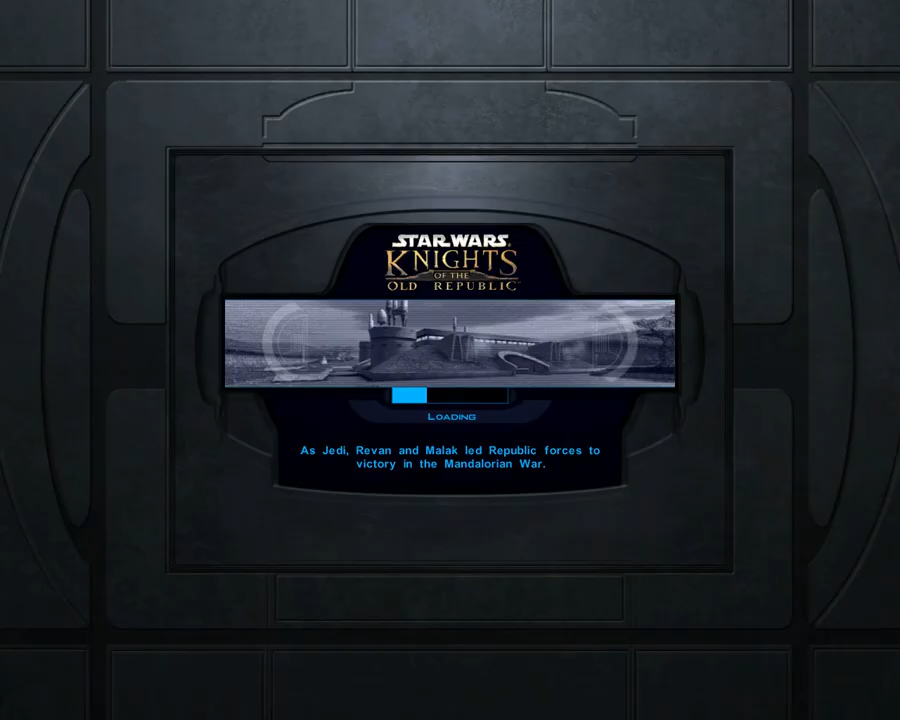 STAR WARS
KNIGHTS
OF THE
OLD REPUBLIC
LOADING
As Jedi, Revan and Malak led Republic forces to
victory in the Mandalorian War.